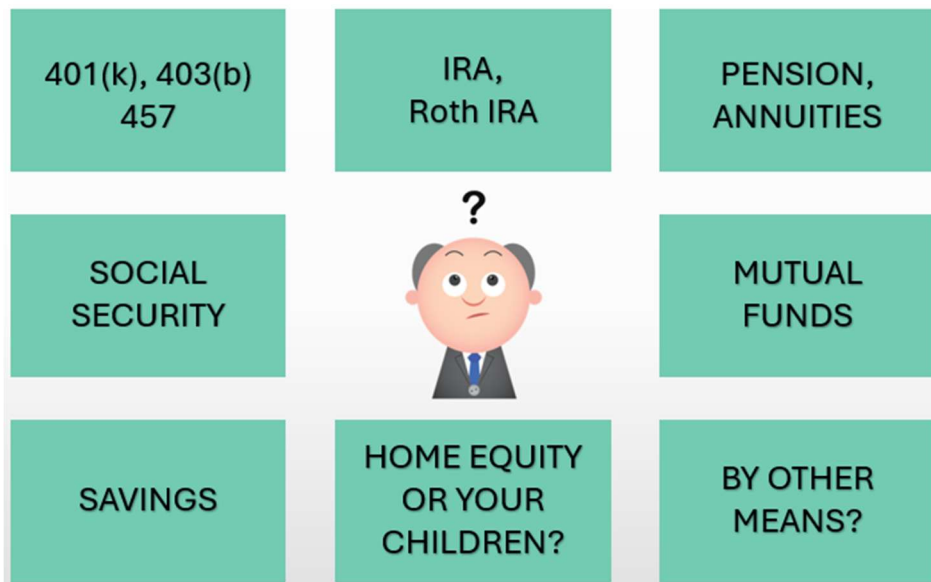 401(k), 403(b)
457
IRA,
Roth IRA
PENSION,
ANNUITIES
?
SOCIAL
SECURITY
MUTUAL
FUNDS
SAVINGS
HOME EQUITY
OR YOUR
CHILDREN?
BY OTHER
MEANS?